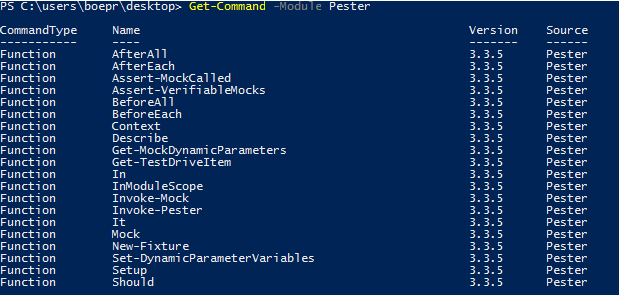 PS C:\users\boepr\desktop> Get-Command -Module Pester
CommandType Name Version Source
----------- ---- ------- ------
Function AfterAll 3.3.5 Pester
Function AfterEach 3.3.5 Pester
Function Assert-MockCalled 3.3.5 Pester
Function Assert-VerifiableMocks 3.3.5 Pester
Function BeforeAll 3.3.5 Pester
Function BeforeEach 3.3.5 Pester
Function Context 3.3.5 Pester
Function Describe 3.3.5 Pester
Function Get-MockDynamicParameters 3.3.5 Pester
Function Get-TestDriveItem 3.3.5 Pester
Function In 3.3.5 Pester
Function InModuleScope 3.3.5 Pester
Function Invoke-Mock 3.3.5 Pester
Function Invoke-Pester 3.3.5 Pester
Function It 3.3.5 Pester
Function Mock 3.3.5 Pester
Function New-Fixture 3.3.5 Pester
Function Set-DynamicParameterVariables 3.3.5 Pester
Function Setup 3.3.5 Pester
Function Should 3.3.5 Pester